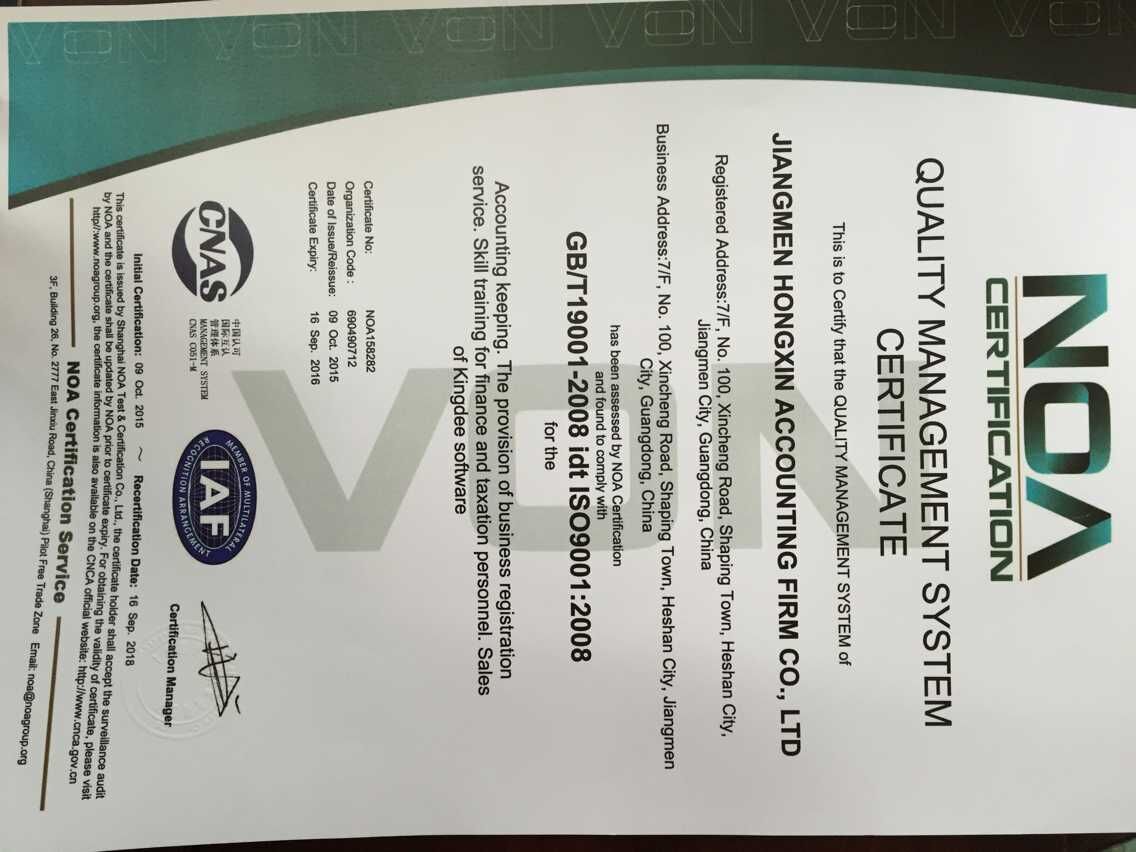 NOA
CERTIFICATION
QUALITY MANAGEMENT SYSTEM
CERTIFICATE
This is to Certify that the QUALITY MANAGEMENT SYSTEM of
JIANGMEN HONGXIN ACCOUNTING FIRM CO., LTD
Registered Address:7/F, No. 100, Xincheng Road, Shaping Town, Heshan City,
Jiangmen City, Guangdong, China
Business Address:7/F, No. 100, Xincheng Road, Shaping Town, Heshan City, Jiangmen
City, Guangdong, China
has been assessed by NOA Certification
and found to comply with
GB/T19001-2008 idt ISO9001:2008
for the
Accounting keeping. The provision of business registration
service. Skill training for finance and taxation personnel. Sales
of Kingdee software
Certificate No: NOA158282
Organization Code : 690490712
Date of Issue/Reissue: 09 Oct. 2015
Certificate Expiry: 16 Sep. 2016
CNAS
中国认可
国际互认
管理体系
MANAGEMENT SYSTEM
CNAS C051-M
MEMBER OF MULTILATERAL
IAF
RECOGNITION ARRANGEMENT
Certification Manager
Initial Certification: 09 Oct. 2015 ~ Recertification Date: 16 Sep. 2018
This certificate is issued by Shanghai NOA Test & Certification Co., Ltd., the certificate holder shall accept the surveillance audit
by NOA and the certificate shall be updated by NOA prior to certificate expiry. For obtaining the validity of certificate, please visit
http//:www.noagroup.org, the certificate information is also available on the CNCA official website: http://www.cnca.gov.cn
NOA Certification Service
3F, Building 26, No. 2777 East Jinxiu Road, China (Shanghai) Pilot Free Trade Zone Email: noa@noagroup.org